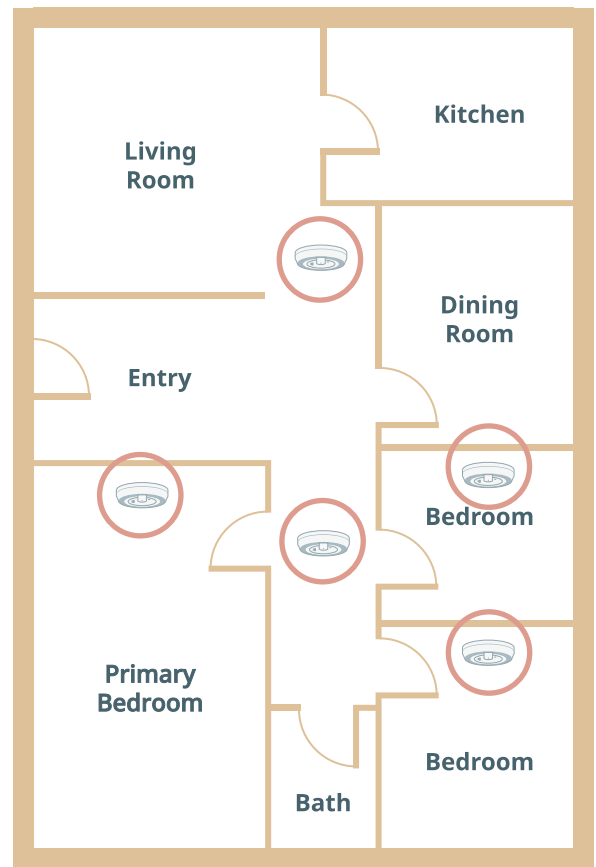 Kitchen
Living
Room
Dining
Room
Entry
Bedroom
Primary
Bedroom
Bedroom
Bath